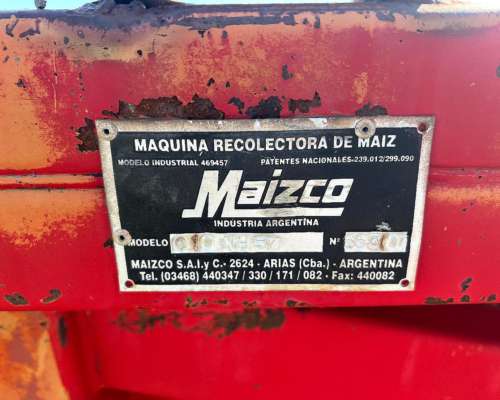 MAQUINA RECOLECTORA DE MAIZ
MODELO INDUSTRIAL 469457 PATENTES NACIONALES-239.012/299.090
Maizco
INDUSTRIA ARGENTINA
MODELO Nº
MAIZCO S.A.I.y C. - 2624 - ARIAS (Cba.) - ARGENTINA
Tel. (03468) 440347 / 330 / 171 / 082 - Fax: 440082